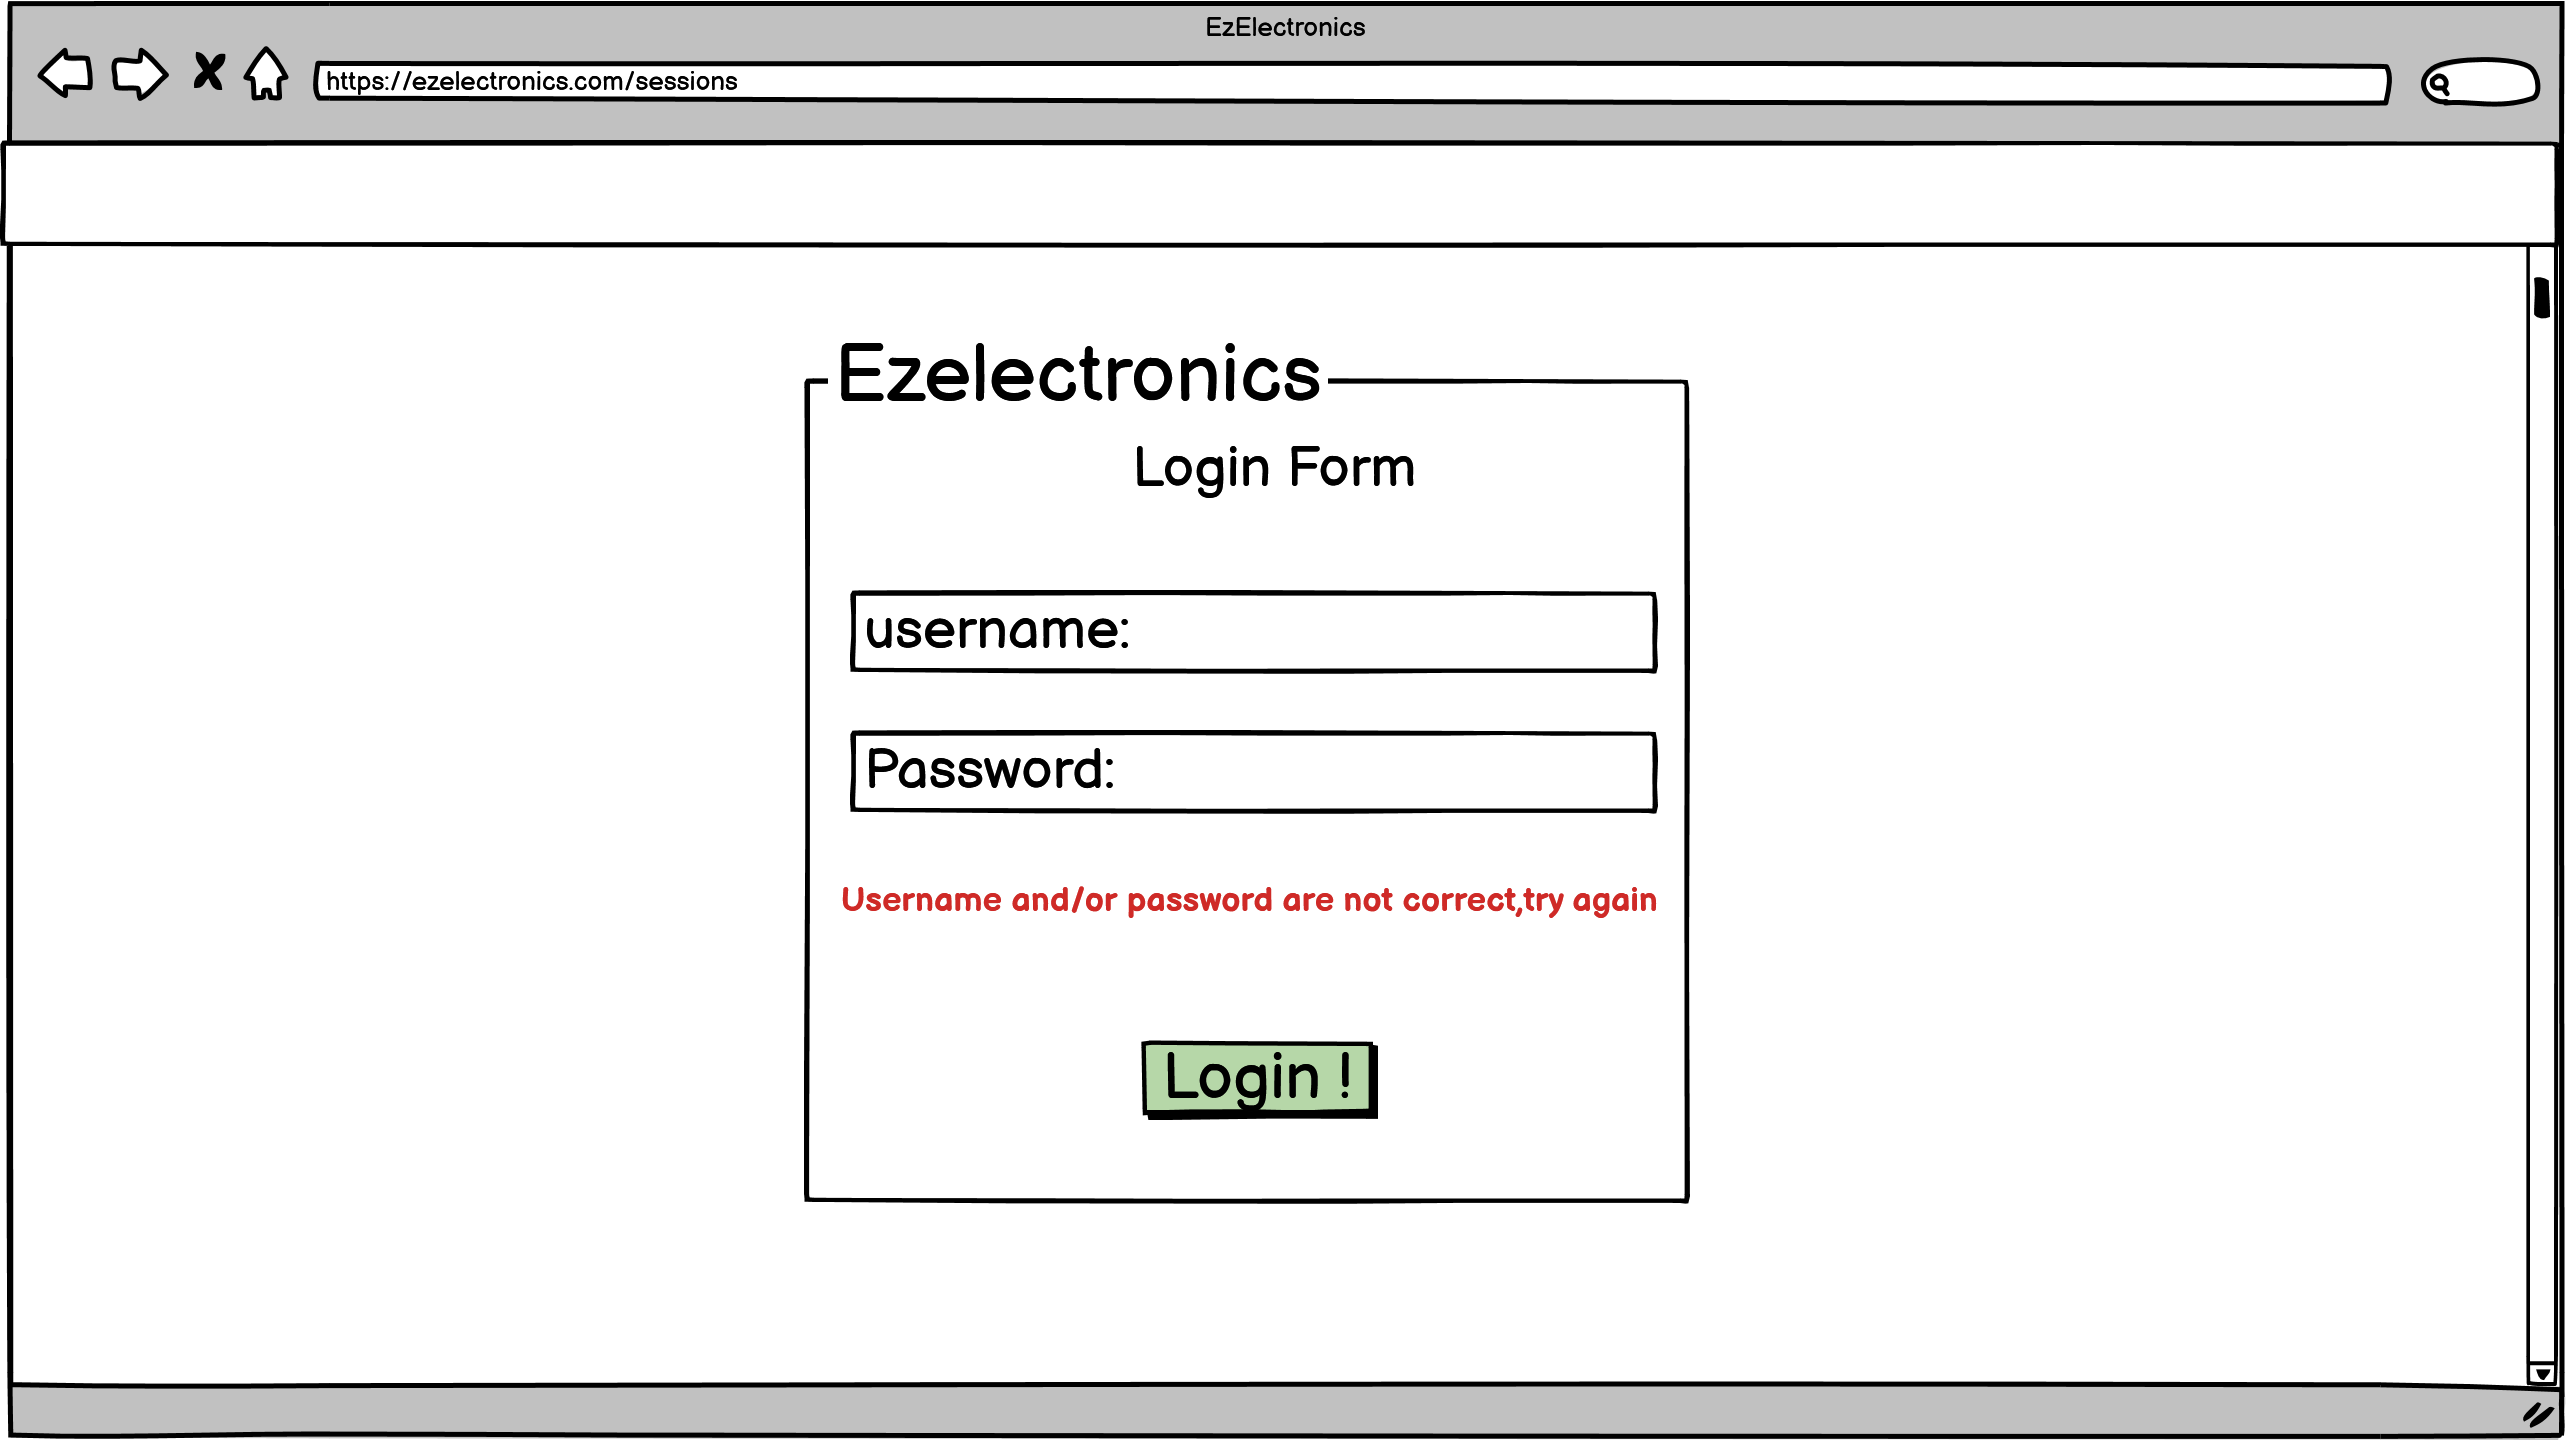 EzElectronics
https://ezelectronics.com/sessions
Ezelectronics
Login Form
username:
Password:
Username and/or password are not correct,try again
Login !